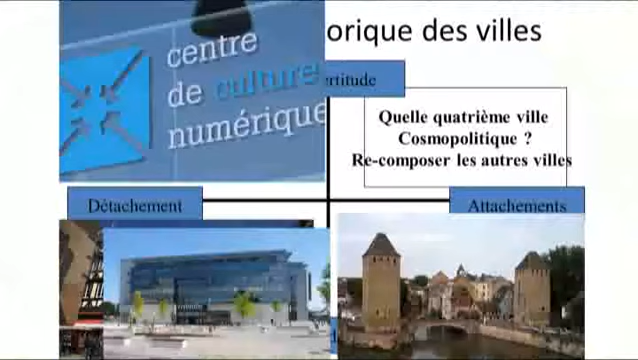 orique des villes
centre
de culture
numérique
ertitude
Quelle quatrième ville
Cosmopolitique ?
Re-composer les autres villes
Détachement
Attachements